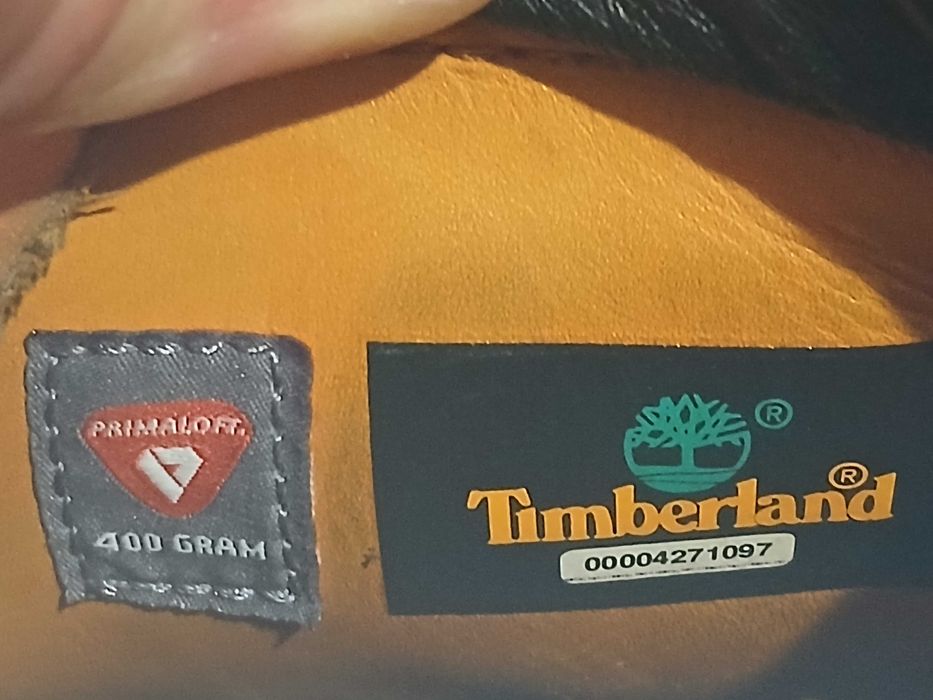 PRIMALOFT.
400 GRAM
®
Timberland®
00004271097